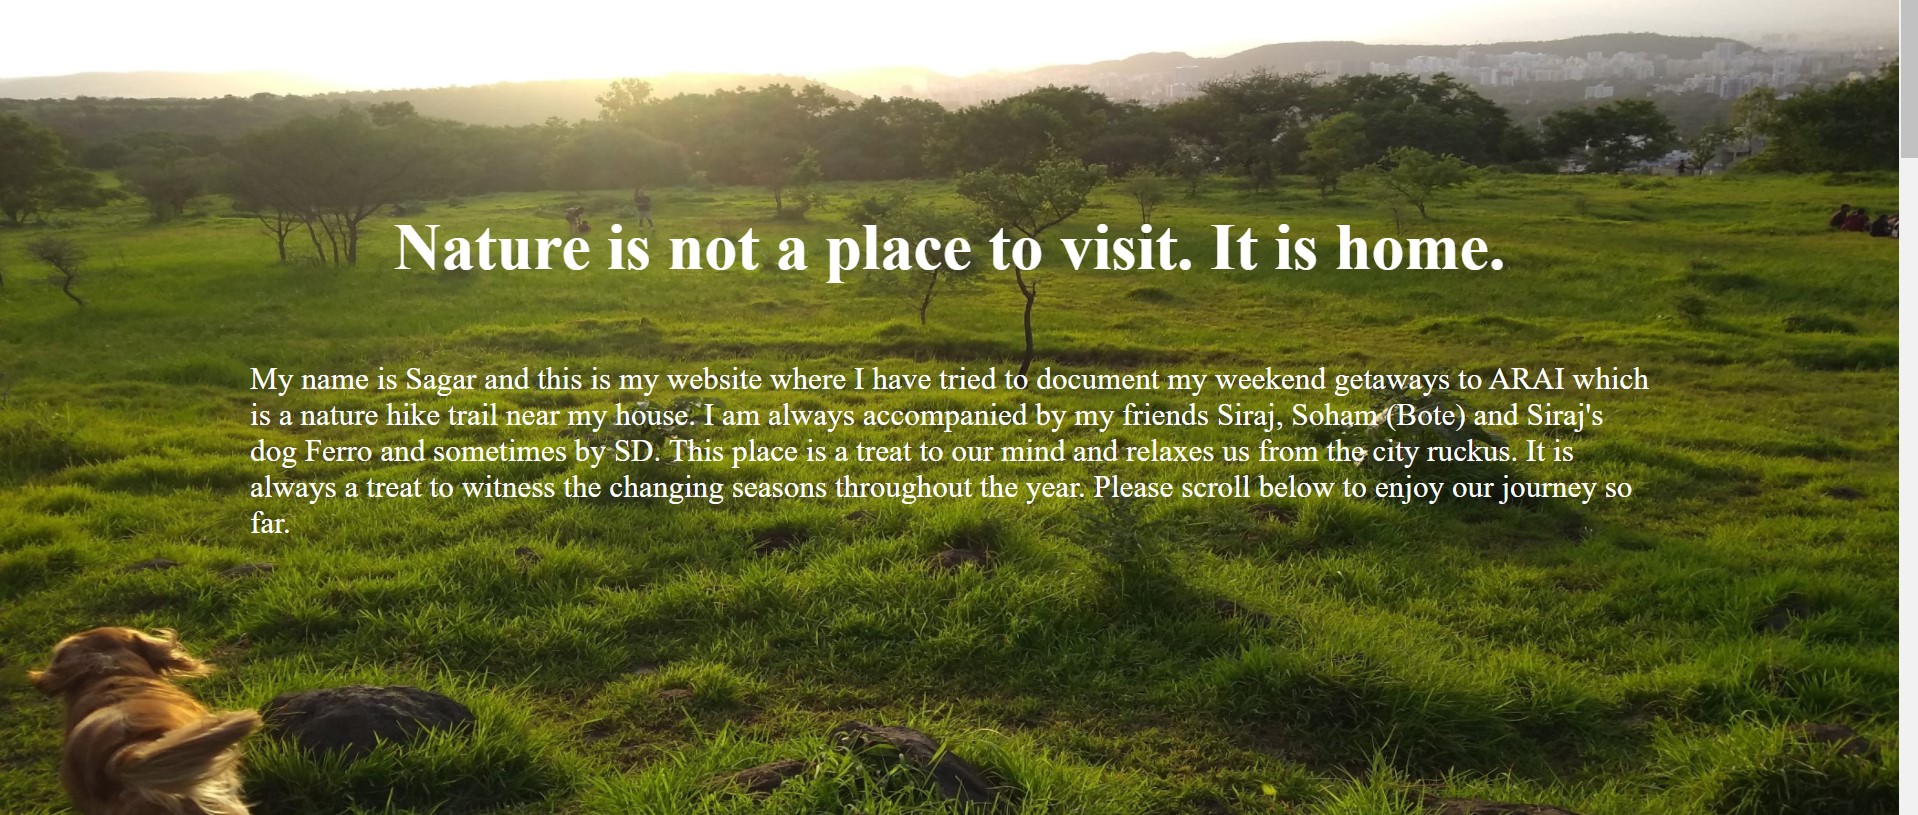 Nature is not a place to visit. It is home.
My name is Sagar and this is my website where I have tried to document my weekend getaways to ARAI which
is a nature hike trail near my house. I am always accompanied by my friends Siraj, Soham (Bote) and Siraj's
dog Ferro and sometimes by SD. This place is a treat to our mind and relaxes us from the city ruckus. It is
always a treat to witness the changing seasons throughout the year. Please scroll below to enjoy our journey so
far.